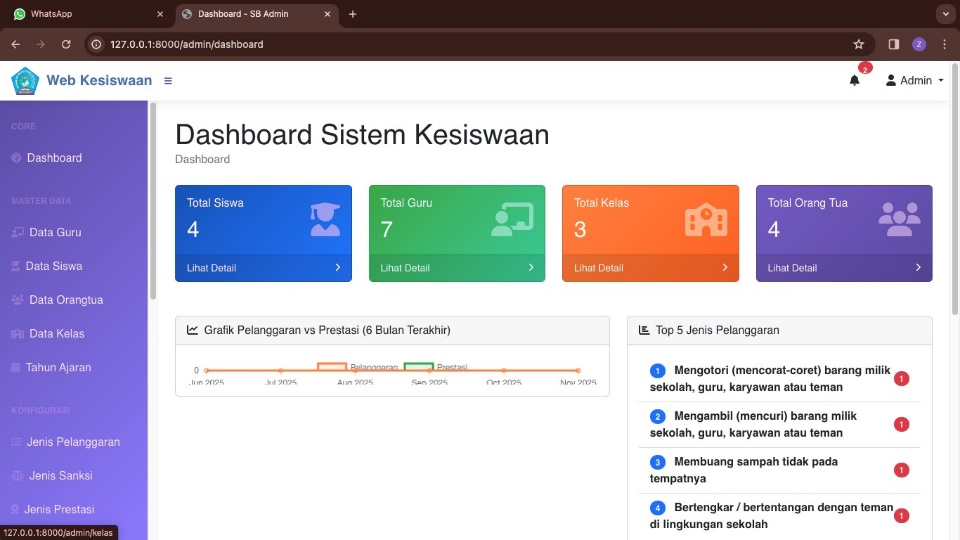 WhatsApp
Dashboard - SB Admin
127.0.0.1:8000/admin/dashboard
Z
Web Kesiswaan
2
Admin
CORE
Dashboard
MASTER DATA
Data Guru
Data Siswa
Data Orangtua
Data Kelas
Tahun Ajaran
KONFIGURASI
Jenis Pelanggaran
Jenis Sanksi
Jenis Prestasi
127.0.0.1:8000/admin/kelas
Dashboard Sistem Kesiswaan
Dashboard
Total Siswa
4
Lihat Detail
Total Guru
7
Lihat Detail
Total Kelas
3
Lihat Detail
Total Orang Tua
4
Lihat Detail
Grafik Pelanggaran vs Prestasi (6 Bulan Terakhir)
Pelanggaran
Prestasi
0
Jun 2025
Jul 2025
Aug 2025
Sep 2025
Oct 2025
Nov 2025
Top 5 Jenis Pelanggaran
1 Mengotori (mencorat-coret) barang milik
sekolah, guru, karyawan atau teman
1
2 Mengambil (mencuri) barang milik
sekolah, guru, karyawan atau teman
1
3 Membuang sampah tidak pada
tempatnya
1
4 Bertengkar / bertentangan dengan teman
di lingkungan sekolah
1